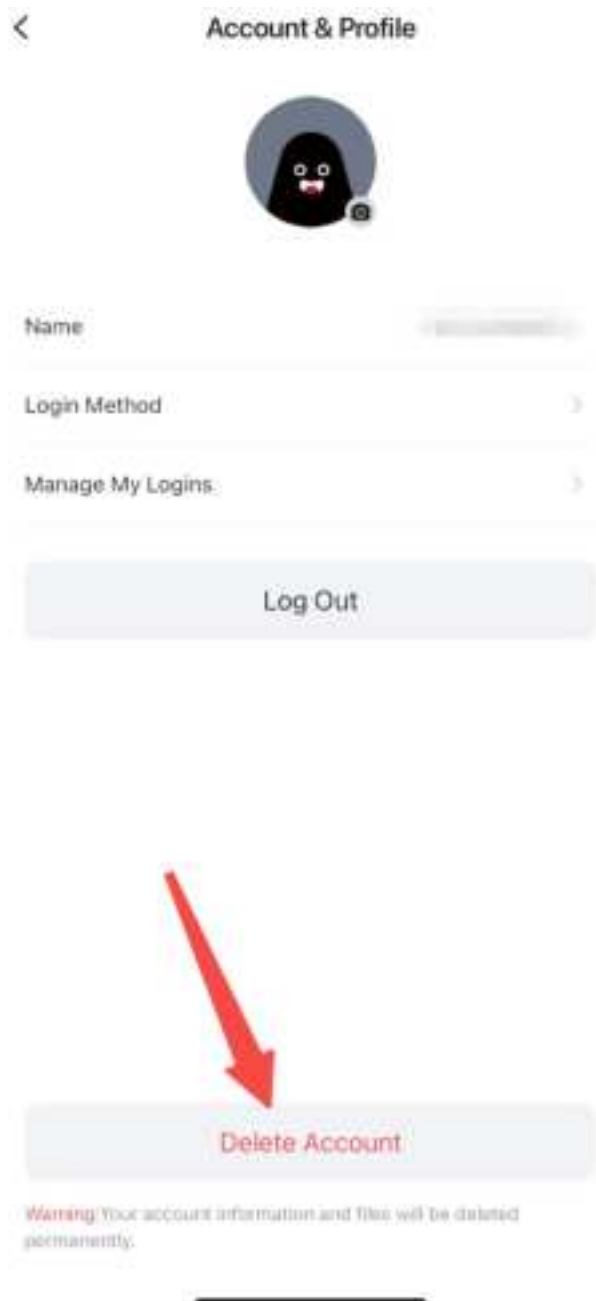 Account & Profile
Name
Login Method
Manage My Logins
Log Out
Delete Account
Warning:Your account information and files will be deleted
permanently.